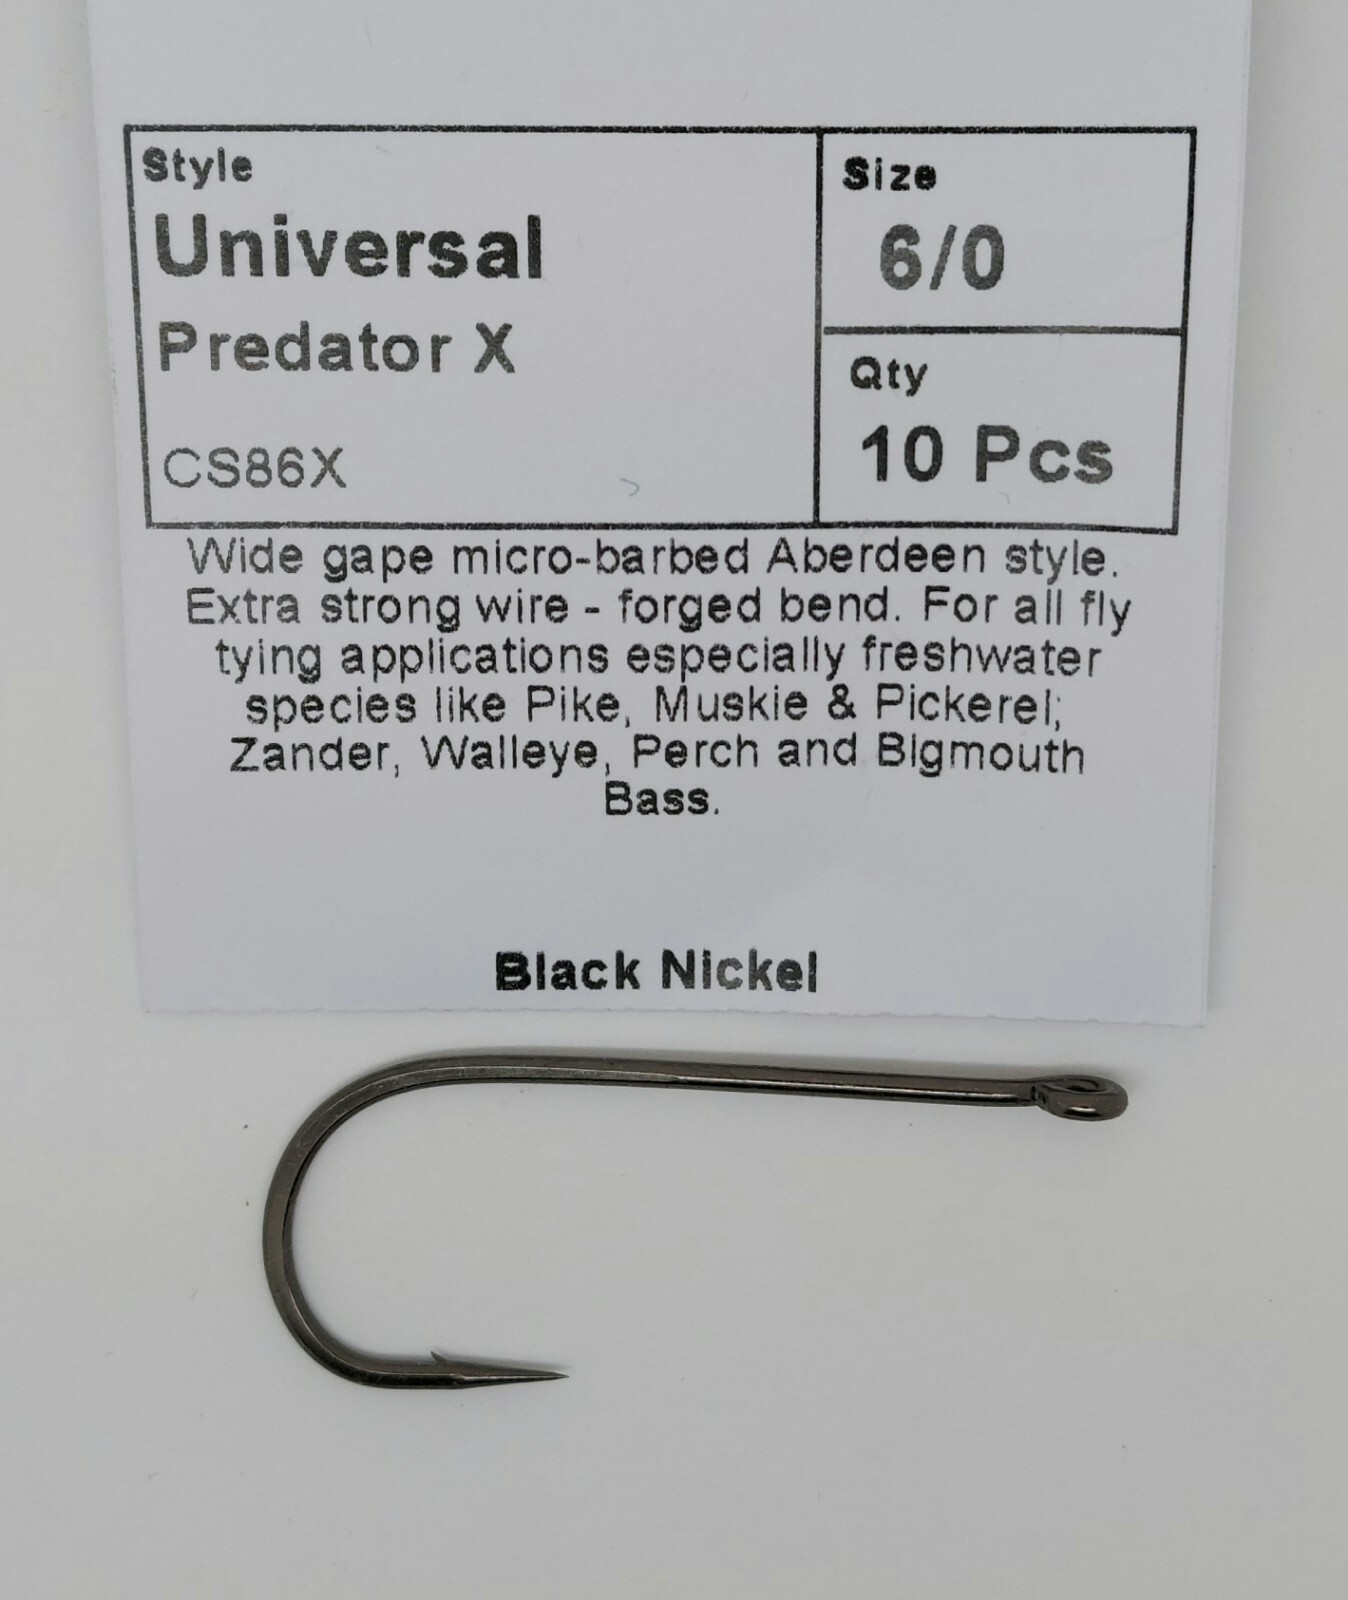 Style
Universal
Predator X
CS86X
Size
6/0
Qty
10 Pcs
Wide gape micro-barbed Aberdeen style.
Extra strong wire - forged bend. For all fly
tying applications especially freshwater
species like Pike, Muskie & Pickerel;
Zander, Walleye, Perch and Bigmouth
Bass.
Black Nickel